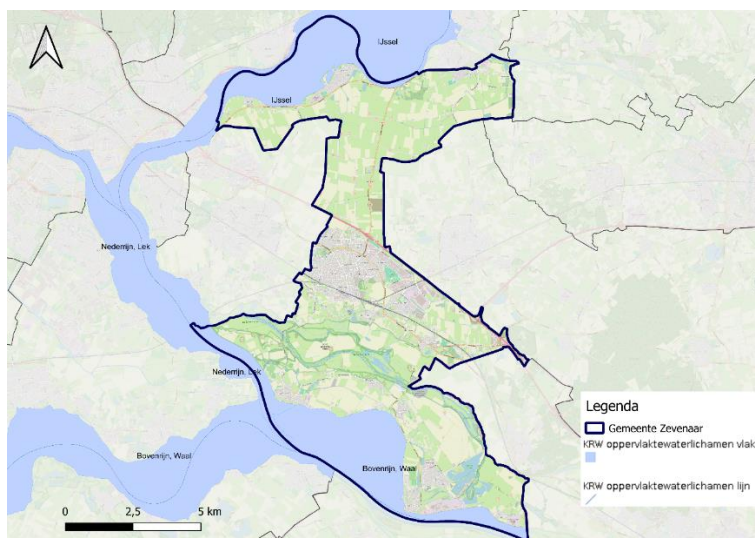 IJssel
IJssel
Nederrijn, Lek
Nederrijn, Lek
Bovenrijn, Waal
Bovenrijn, Waal
Legenda
Gemeente Zevenaar
KRW oppervlaktewaterlichamen vlak
KRW oppervlaktewaterlichamen lijn
0 2,5 5 km